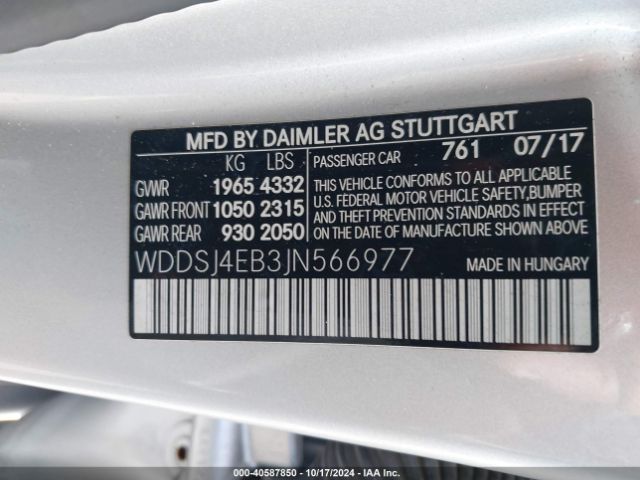 MFD BY DAIMLER AG STUTTGART
KG LBS PASSENGER CAR 761 07/17
GVWR 1965 4332 THIS VEHICLE CONFORMS TO ALL APPLICABLE
U.S. FEDERAL MOTOR VEHICLE SAFETY,BUMPER
GAWR FRONT 1050 2315 AND THEFT PREVENTION STANDARDS IN EFFECT
GAWR REAR 930 2050 ON THE DATE OF MANUFACTURE SHOWN ABOVE
WDDSJ4EB3JN566977 MADE IN HUNGARY
000-40587850 | 10/17/2024 | IAA Inc.